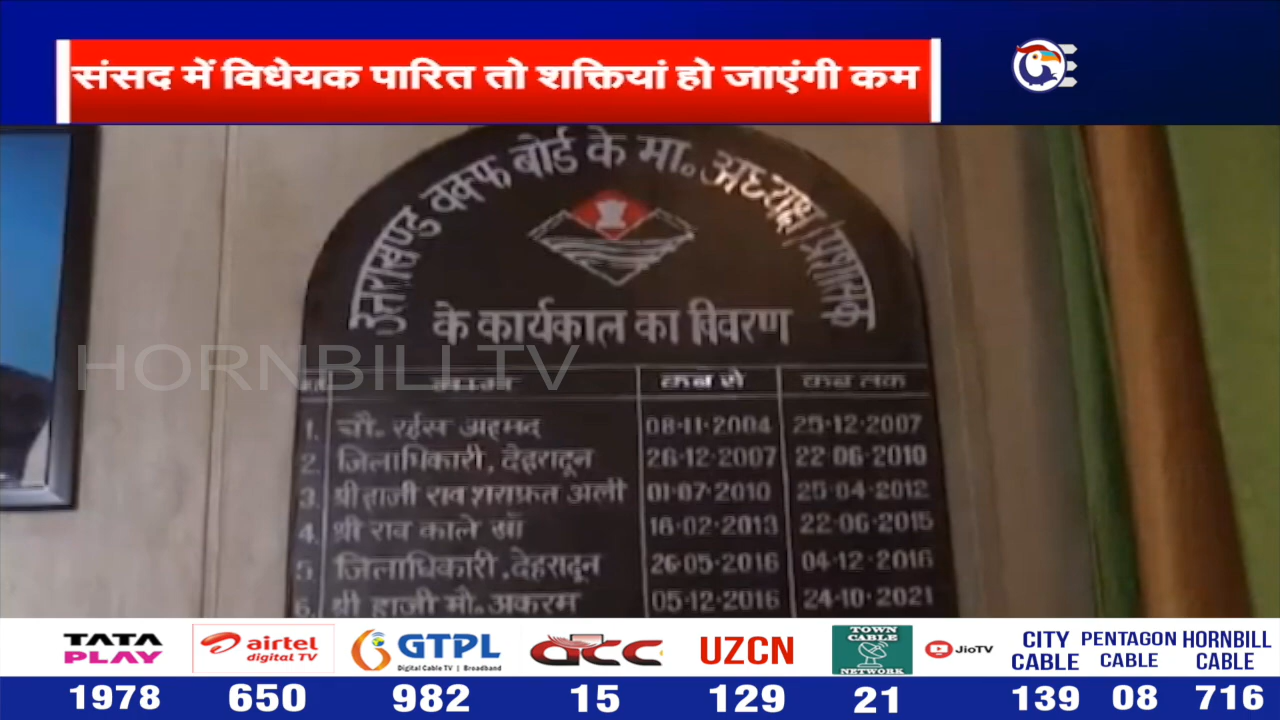 संसद में विधेयक पारित तो शक्तियां हो जाएंगी कम
उत्तराखण्ड वक्फ बोर्ड के मा॰ अध्यक्ष/प्रशासक
के कार्यकाल का विवरण
HORNBILL TV
नाम कब से कब तक
1. चौ॰ रईस अहमद 08·11·2004 25·12·2007
2. जिलाधिकारी, देहरादून 26·12·2007 22·06·2010
3. श्री हाजी राव शराफत अली 01·07·2010 25·04·2012
4. श्री राव काले खाँ 16·02·2013 22·06·2015
5. जिलाधिकारी, देहरादून 26·05·2016 04·12·2016
6. श्री हाजी मौ॰ अकरम 05·12·2016 24·10·2021
TATA PLAY airtel digital TV GTPL Digital Cable TV | Broadband acc UZCN TOWN CABLE NETWORK JioTV CITY CABLE PENTAGON CABLE HORNBILL CABLE
1978 650 982 15 129 21 139 08 716